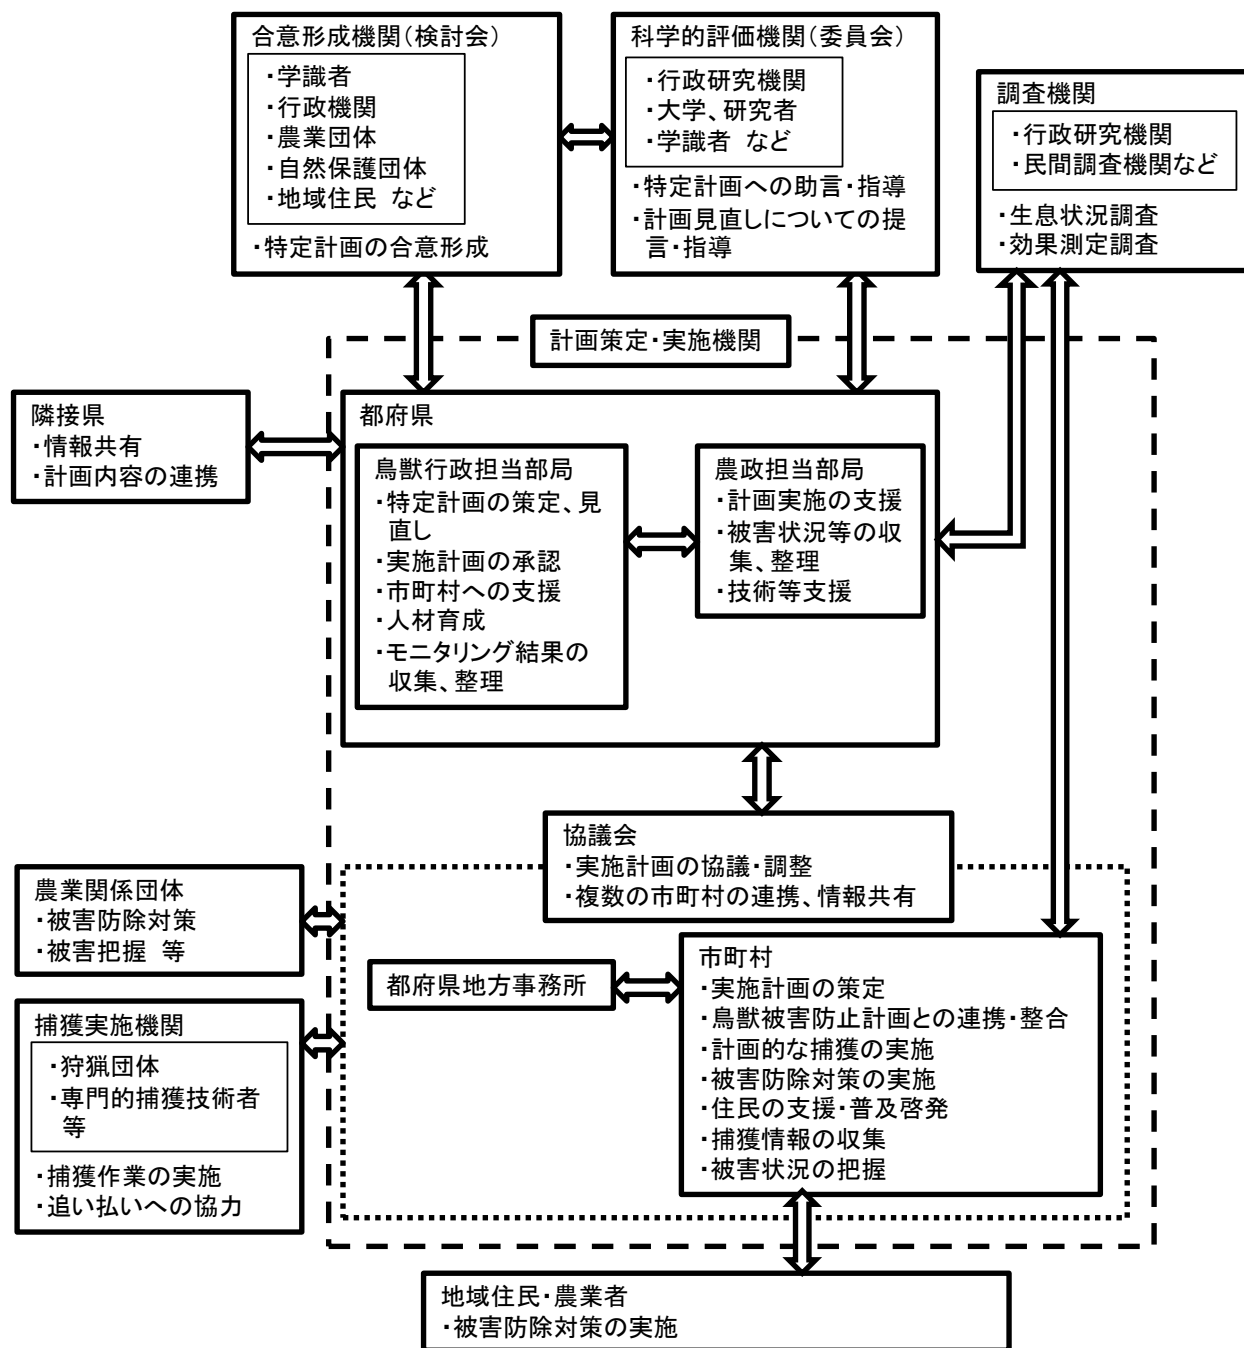 合意形成機関(検討会)
・学識者
・行政機関
・農業団体
・自然保護団体
・地域住民 など
・特定計画の合意形成
科学的評価機関(委員会)
・行政研究機関
・大学、研究者
・学識者 など
・特定計画への助言・指導
・計画見直しについての提
言・指導
調査機関
・行政研究機関
・民間調査機関など
・生息状況調査
・効果測定調査
計画策定・実施機関
隣接県
・情報共有
・計画内容の連携
都府県
鳥獣行政担当部局
・特定計画の策定、見
直し
・実施計画の承認
・市町村への支援
・人材育成
・モニタリング結果の
収集、整理
農政担当部局
・計画実施の支援
・被害状況等の収
集、整理
・技術等支援
協議会
・実施計画の協議・調整
・複数の市町村の連携、情報共有
農業関係団体
・被害防除対策
・被害把握 等
都府県地方事務所
市町村
・実施計画の策定
・鳥獣被害防止計画との連携・整合
・計画的な捕獲の実施
・被害防除対策の実施
・住民の支援・普及啓発
・捕獲情報の収集
・被害状況の把握
捕獲実施機関
・狩猟団体
・専門的捕獲技術者
等
・捕獲作業の実施
・追い払いへの協力
地域住民・農業者
・被害防除対策の実施